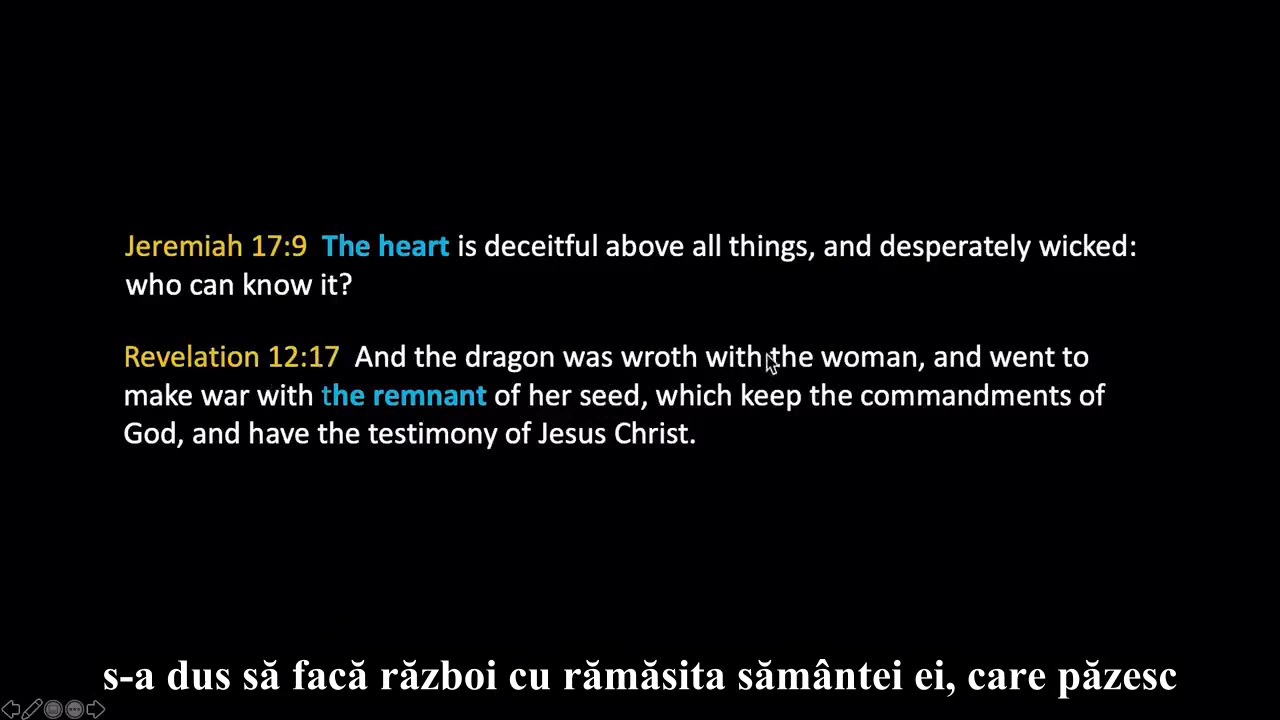 Jeremiah 17:9 The heart is deceitful above all things, and desperately wicked:
who can know it?
Revelation 12:17 And the dragon was wroth with the woman, and went to
make war with the remnant of her seed, which keep the commandments of
God, and have the testimony of Jesus Christ.
s-a dus să facă război cu rămăsita sământei ei, care păzesc